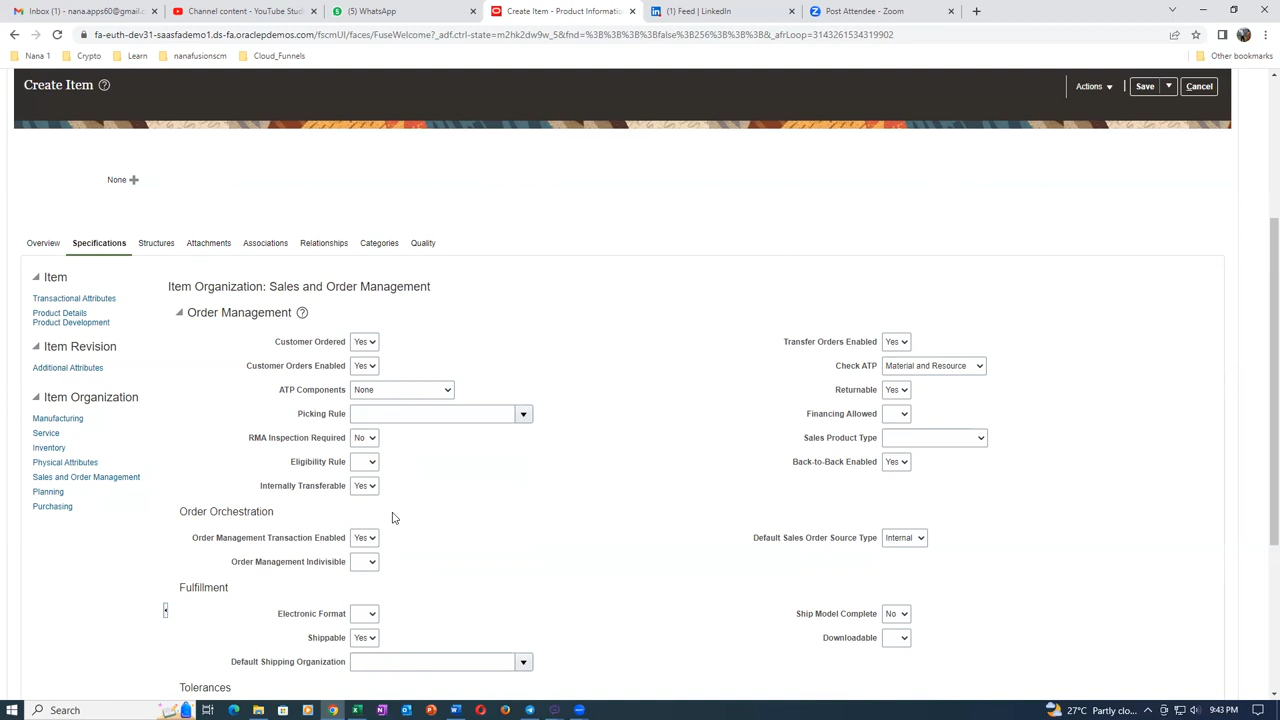 Inbox (1) - nana.apps60@gmail.c
YouTube Content - YouTube Stud
(5) WhatsApp
Create Item - Product Informatio
(1) Feed | LinkedIn
Post Attendee - Zoom
fa-euth-dev31-saasfademo1.ds-fa.oraclepdemos.com/fscmUI/faces/FuseWelcome?_adf.ctrl-state=m2hk2dw9w_5&fnd=%3B%3B%3B%3Bfalse%3B256%3B%3B%3B&_afrLoop=3143261534319902
Nana 1
Crypto
Learn
nanafusionscm
Cloud_Funnels
Other bookmarks
Create Item
Actions
Save
Cancel
None
Overview
Specifications
Structures
Attachments
Associations
Relationships
Categories
Quality
Item
Transactional Attributes
Product Details
Product Development
Item Revision
Additional Attributes
Item Organization
Manufacturing
Service
Inventory
Physical Attributes
Sales and Order Management
Planning
Purchasing
Item Organization: Sales and Order Management
Order Management
Customer Ordered Yes
Transfer Orders Enabled Yes
Customer Orders Enabled Yes
Check ATP Material and Resource
ATP Components None
Returnable Yes
Picking Rule
Financing Allowed
RMA Inspection Required No
Sales Product Type
Eligibility Rule
Back-to-Back Enabled Yes
Internally Transferable Yes
Order Orchestration
Order Management Transaction Enabled Yes
Default Sales Order Source Type Internal
Order Management Indivisible
Fulfillment
Electronic Format
Ship Model Complete No
Shippable Yes
Downloadable
Default Shipping Organization
Tolerances
Search
27°C Partly clo...
9:43 PM